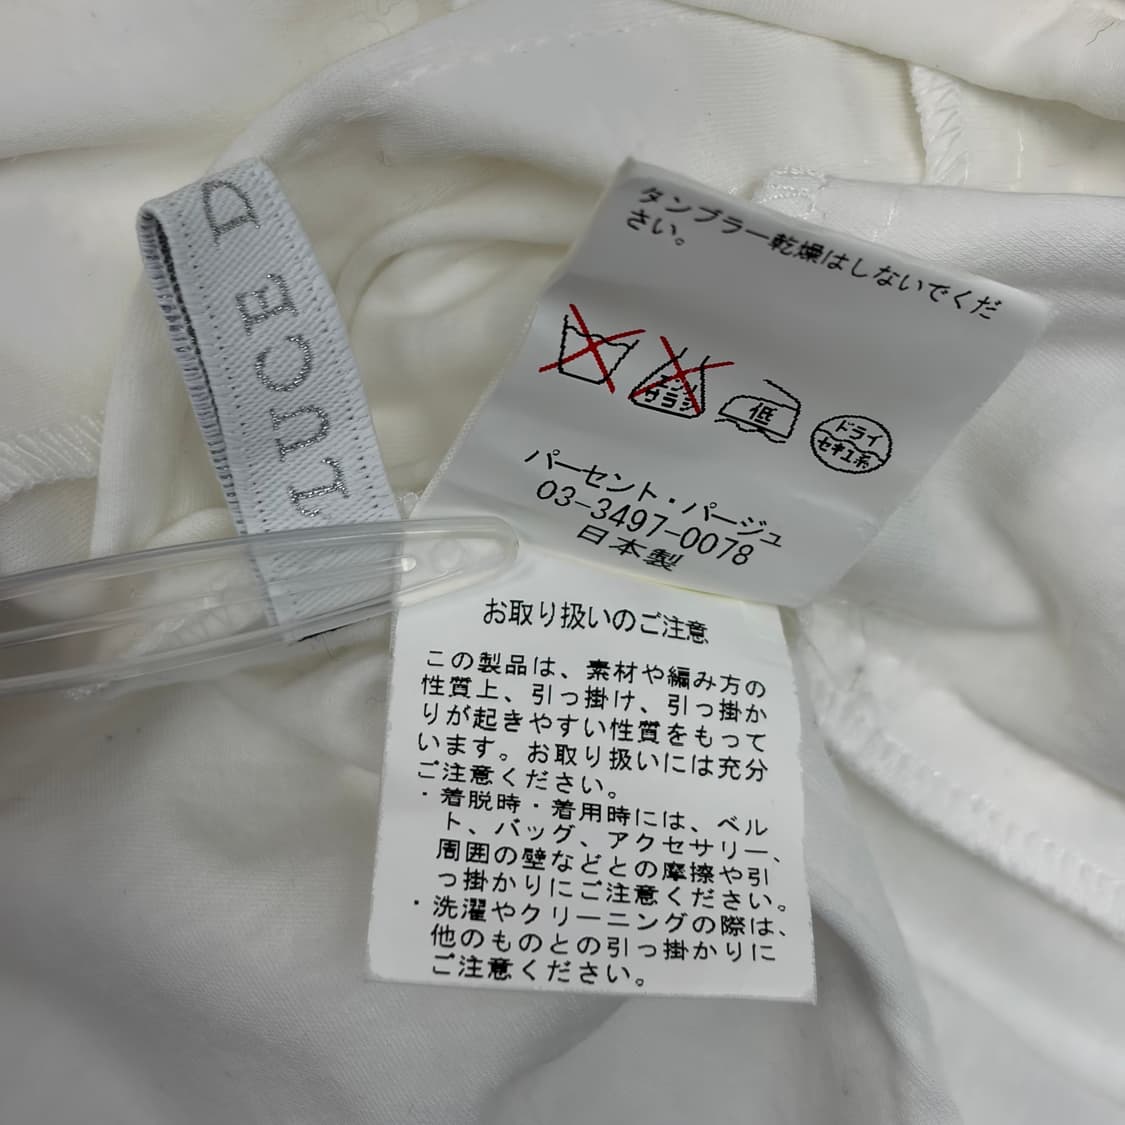 LUCE D
タンブラー乾燥はしないでくだ
さい。
エンソ
サラシ
低
ドライ
セキユ系
パーセント・パージュ
03-3497-0078
日本製
お取り扱いのご注意
この製品は、素材や編み方の
性質上、引っ掛け、引っ掛か
りが起きやすい性質をもって
います。お取り扱いには充分
ご注意ください。
・着脱時・着用時には、ベル
ト、バッグ、アクセサリー、
周囲の壁などとの摩擦や引
っ掛かりにご注意ください。
・洗濯やクリーニングの際は、
他のものとの引っ掛かりに
ご注意ください。